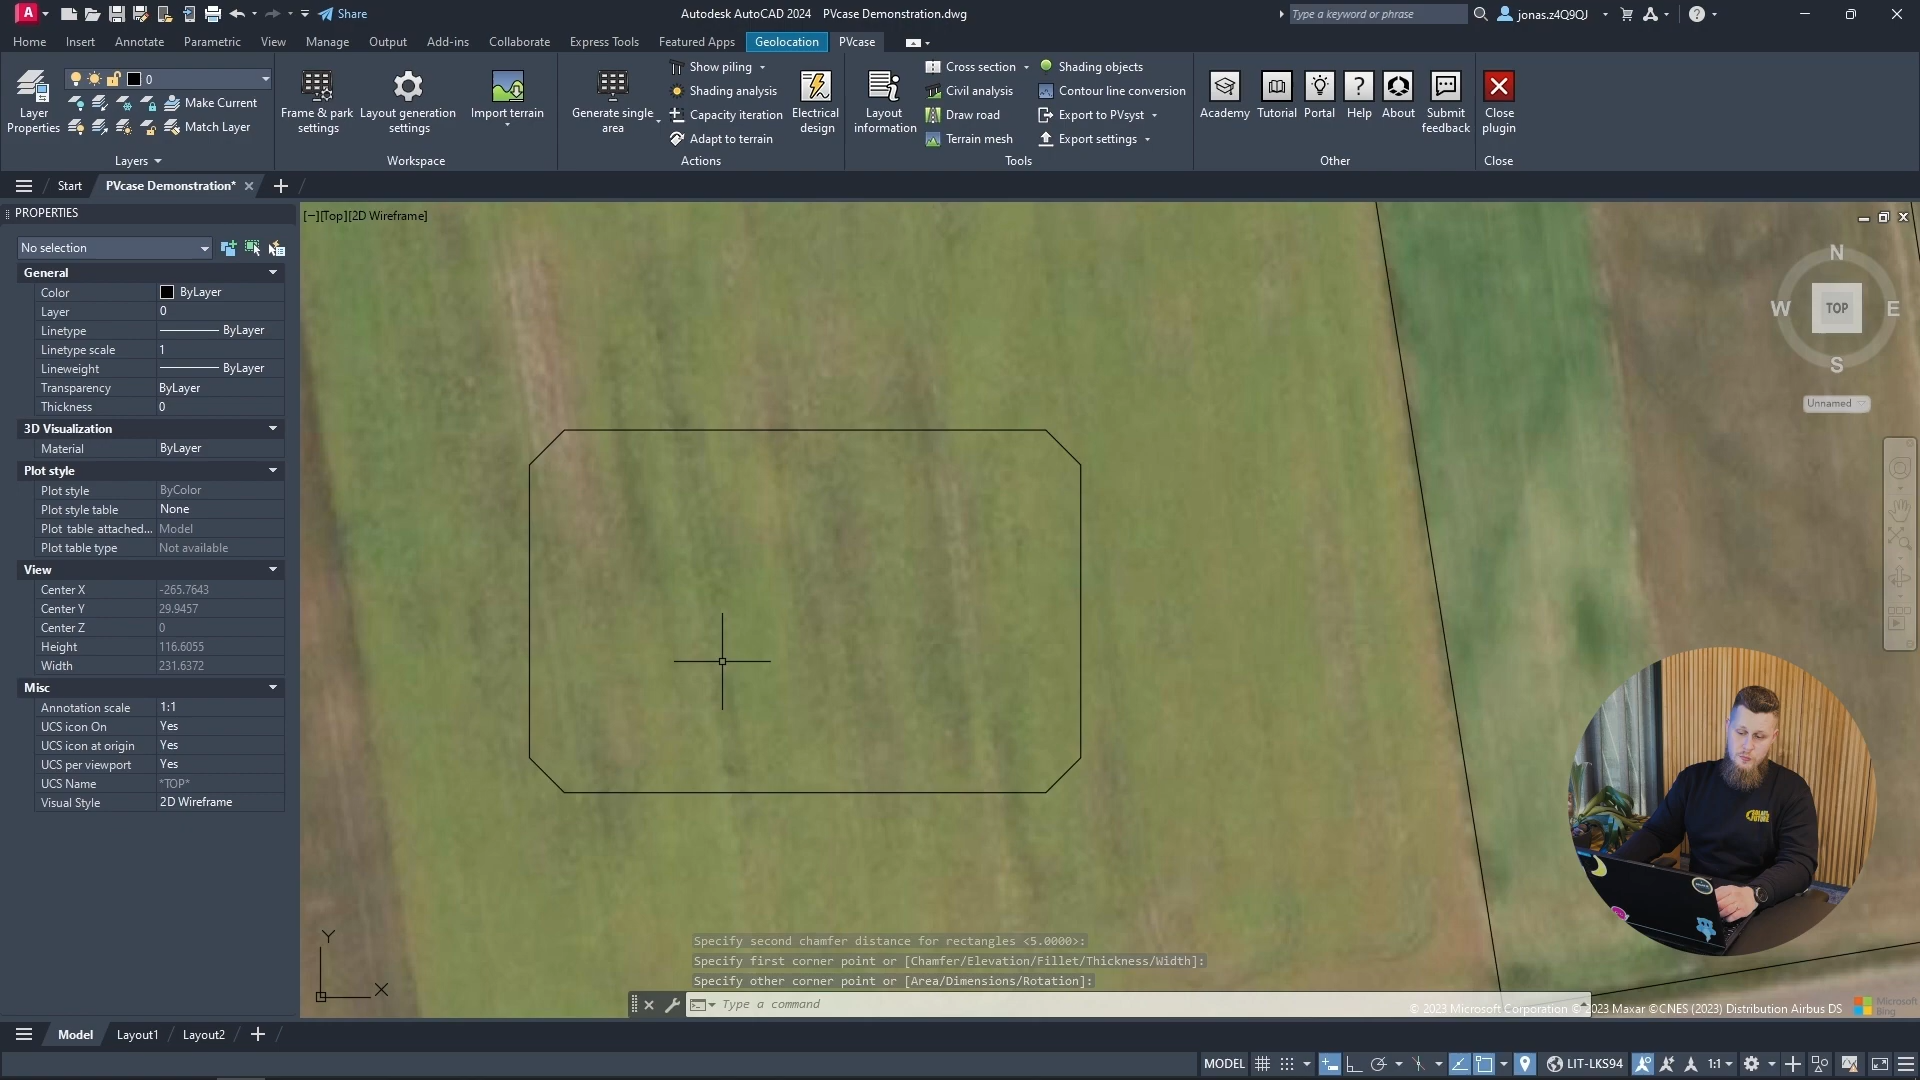 A
Share
Autodesk AutoCAD 2024 PVcase Demonstration.dwg
Type a keyword or phrase
jonas.z4Q9QJ
Home Insert Annotate Parametric View Manage Output Add-ins Collaborate Express Tools Featured Apps Geolocation PVcase
0
Make Current
Match Layer
Layer
Properties
Layers
Frame & park
settings
Layout generation
settings
Import terrain
Workspace
Generate single
area
Show piling
Shading analysis
Capacity iteration
Adapt to terrain
Electrical
design
Actions
Layout
information
Cross section
Civil analysis
Draw road
Terrain mesh
Shading objects
Contour line conversion
Export to PVsyst
Export settings
Tools
Academy
Tutorial
Portal
Help
About
Submit
feedback
Other
Close
plugin
Close
Start PVcase Demonstration*
PROPERTIES
[−][Top][2D Wireframe]
No selection
General
Color ByLayer
Layer 0
Linetype ByLayer
Linetype scale 1
Lineweight ByLayer
Transparency ByLayer
Thickness 0
3D Visualization
Material ByLayer
Plot style
Plot style ByColor
Plot style table None
Plot table attached... Model
Plot table type Not available
View
Center X -265.7643
Center Y 29.9457
Center Z 0
Height 116.6055
Width 231.6372
Misc
Annotation scale 1:1
UCS icon On Yes
UCS icon at origin Yes
UCS per viewport Yes
UCS Name *TOP*
Visual Style 2D Wireframe
N
W TOP E
S
Unnamed
SOLAR
FUTURE
Y
X
Specify second chamfer distance for rectangles <5.0000>:
Specify first corner point or [Chamfer/Elevation/Fillet/Thickness/Width]:
Specify other corner point or [Area/Dimensions/Rotation]:
Type a command
© 2023 Microsoft Corporation © 2023 Maxar ©CNES (2023) Distribution Airbus DS
Microsoft
Bing
Model Layout1 Layout2
MODEL
LIT-LKS94
1:1